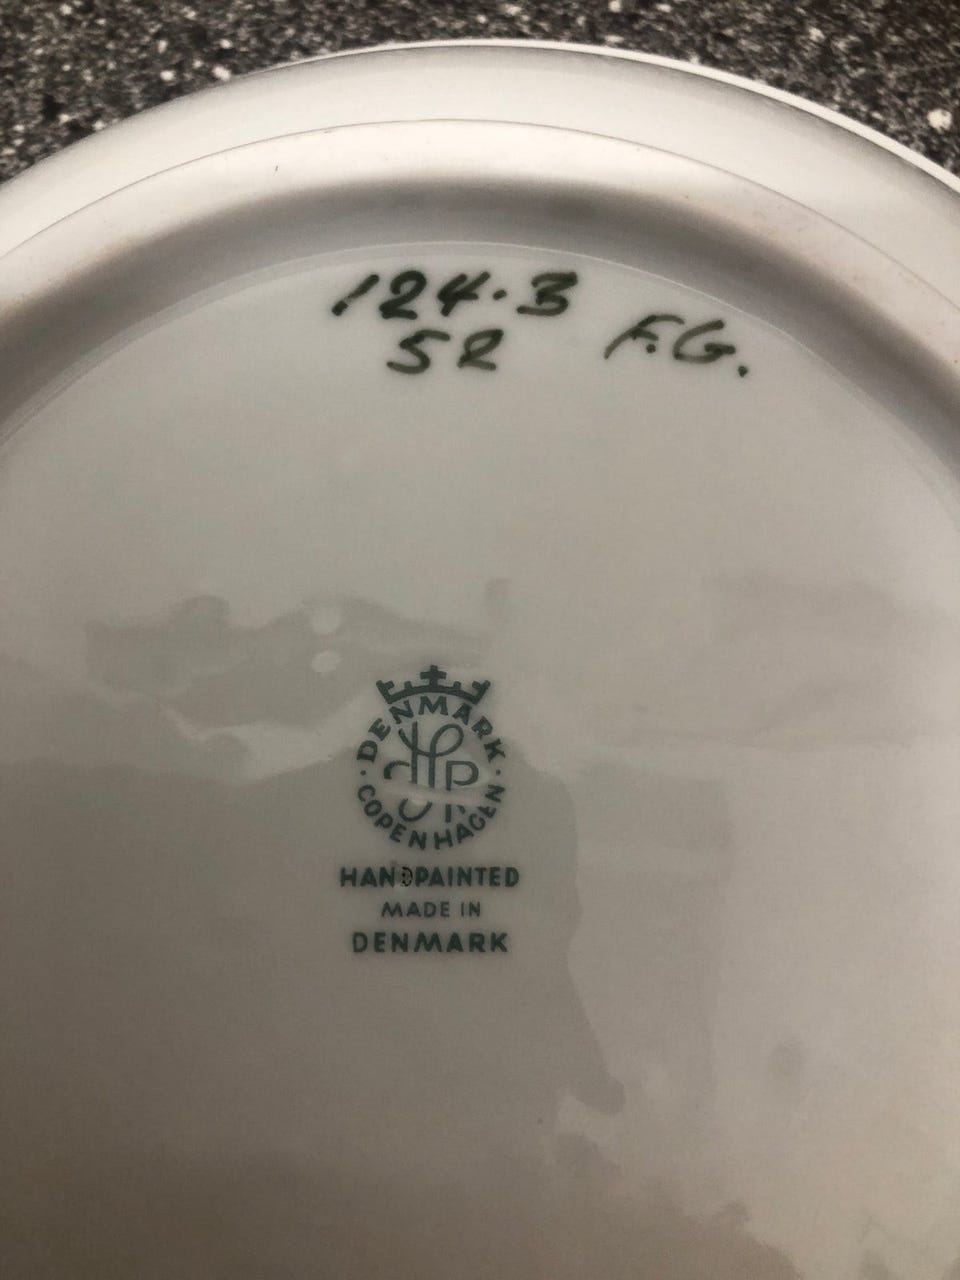 124.3
52 F.G.
DENMARK
COPENHAGEN
HANDPAINTED
MADE IN
DENMARK